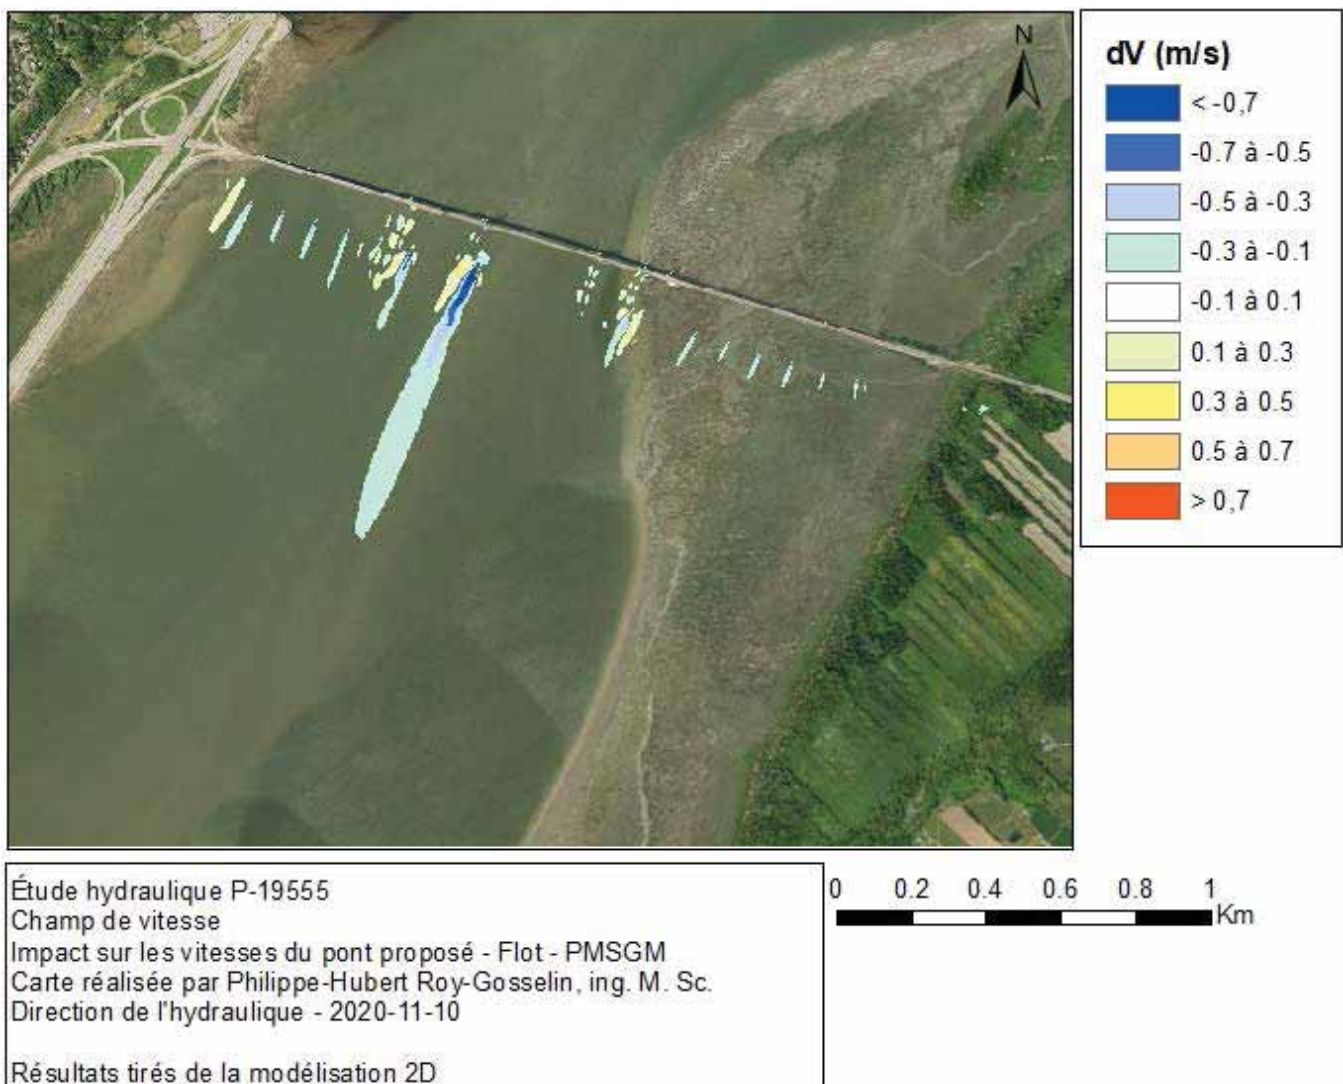 N
dV (m/s)
< -0,7
-0.7 à -0.5
-0.5 à -0.3
-0.3 à -0.1
-0.1 à 0.1
0.1 à 0.3
0.3 à 0.5
0.5 à 0.7
> 0,7
Étude hydraulique P-19555
Champ de vitesse
Impact sur les vitesses du pont proposé - Flot - PMSGM
Carte réalisée par Philippe-Hubert Roy-Gosselin, ing. M. Sc.
Direction de l'hydraulique - 2020-11-10
Résultats tirés de la modélisation 2D
0 0.2 0.4 0.6 0.8 1
Km